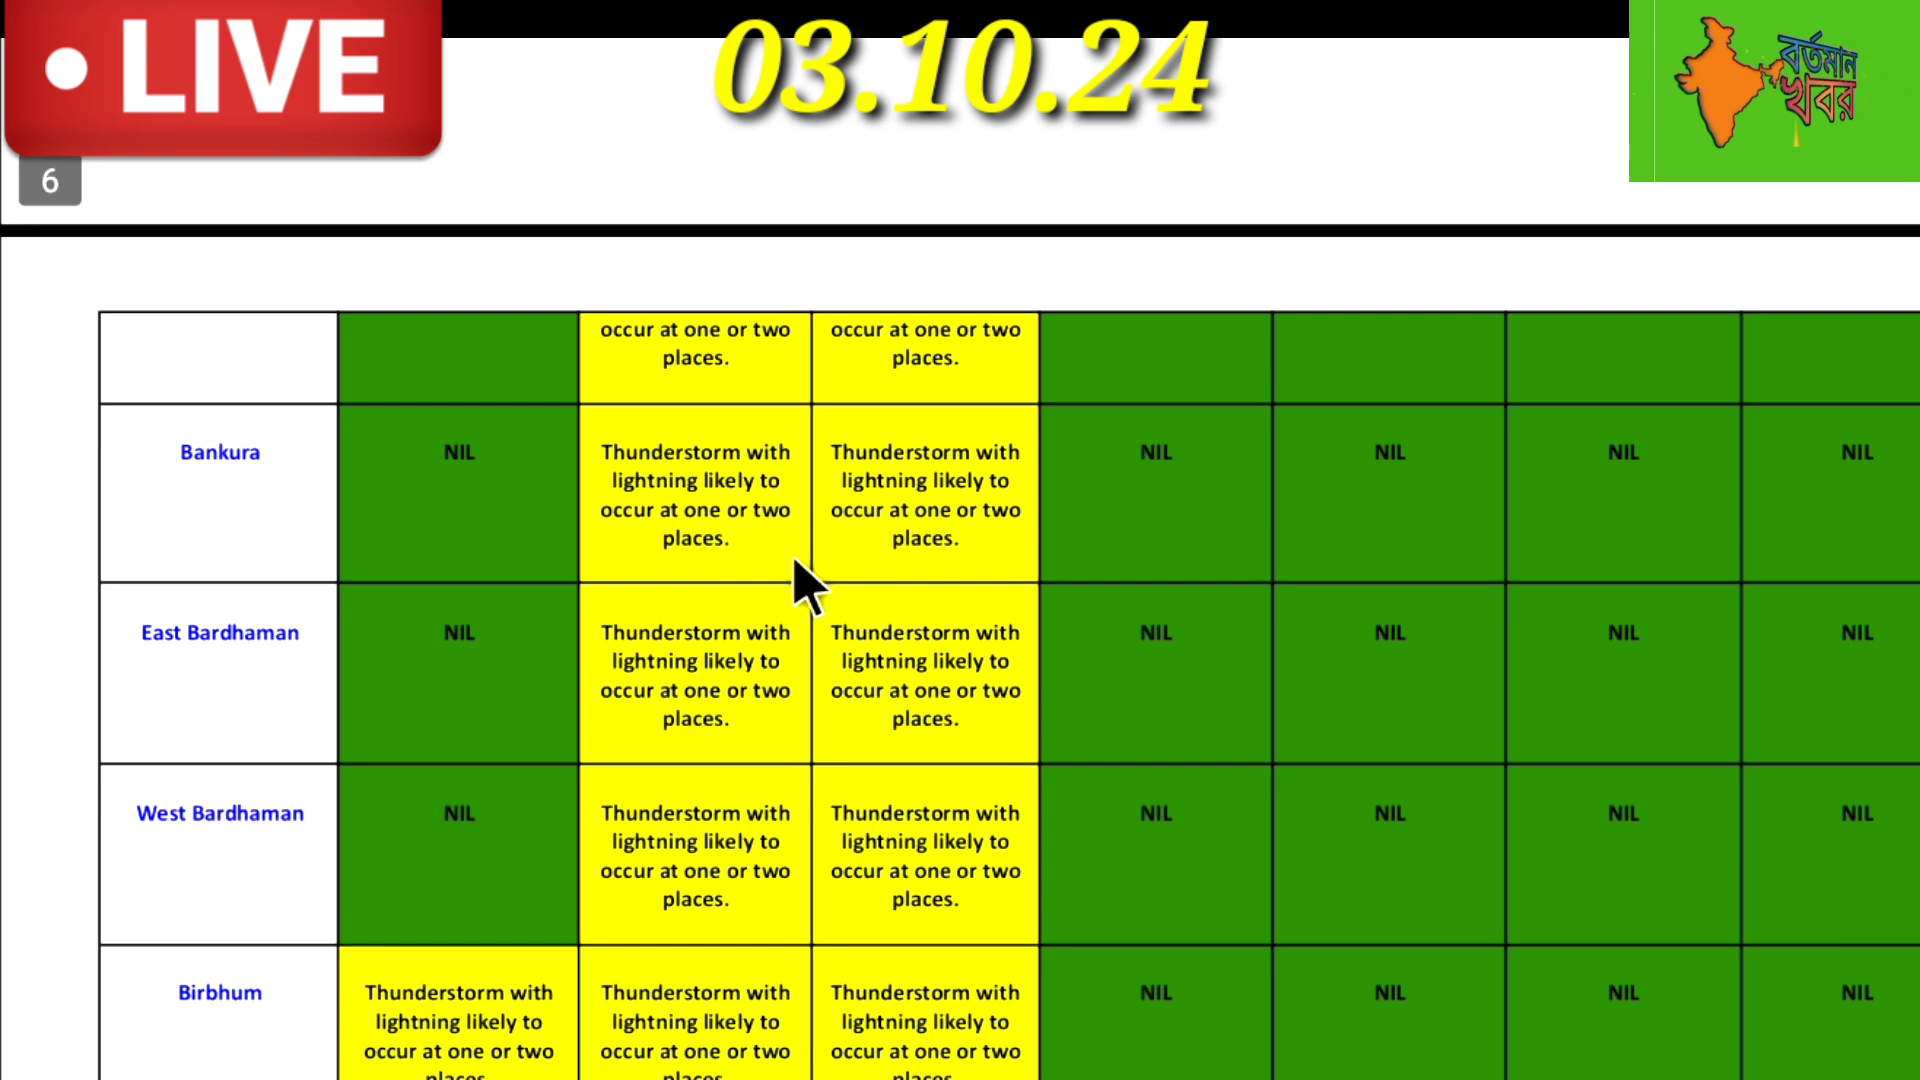 LIVE
03.10.24
বর্তমান
খবর
6
occur at one or two
places.
occur at one or two
places.
Bankura
NIL
Thunderstorm with
lightning likely to
occur at one or two
places.
Thunderstorm with
lightning likely to
occur at one or two
places.
NIL
NIL
NIL
NIL
East Bardhaman
NIL
Thunderstorm with
lightning likely to
occur at one or two
places.
Thunderstorm with
lightning likely to
occur at one or two
places.
NIL
NIL
NIL
NIL
West Bardhaman
NIL
Thunderstorm with
lightning likely to
occur at one or two
places.
Thunderstorm with
lightning likely to
occur at one or two
places.
NIL
NIL
NIL
NIL
Birbhum
Thunderstorm with
lightning likely to
occur at one or two
places.
Thunderstorm with
lightning likely to
occur at one or two
places.
Thunderstorm with
lightning likely to
occur at one or two
places.
NIL
NIL
NIL
NIL